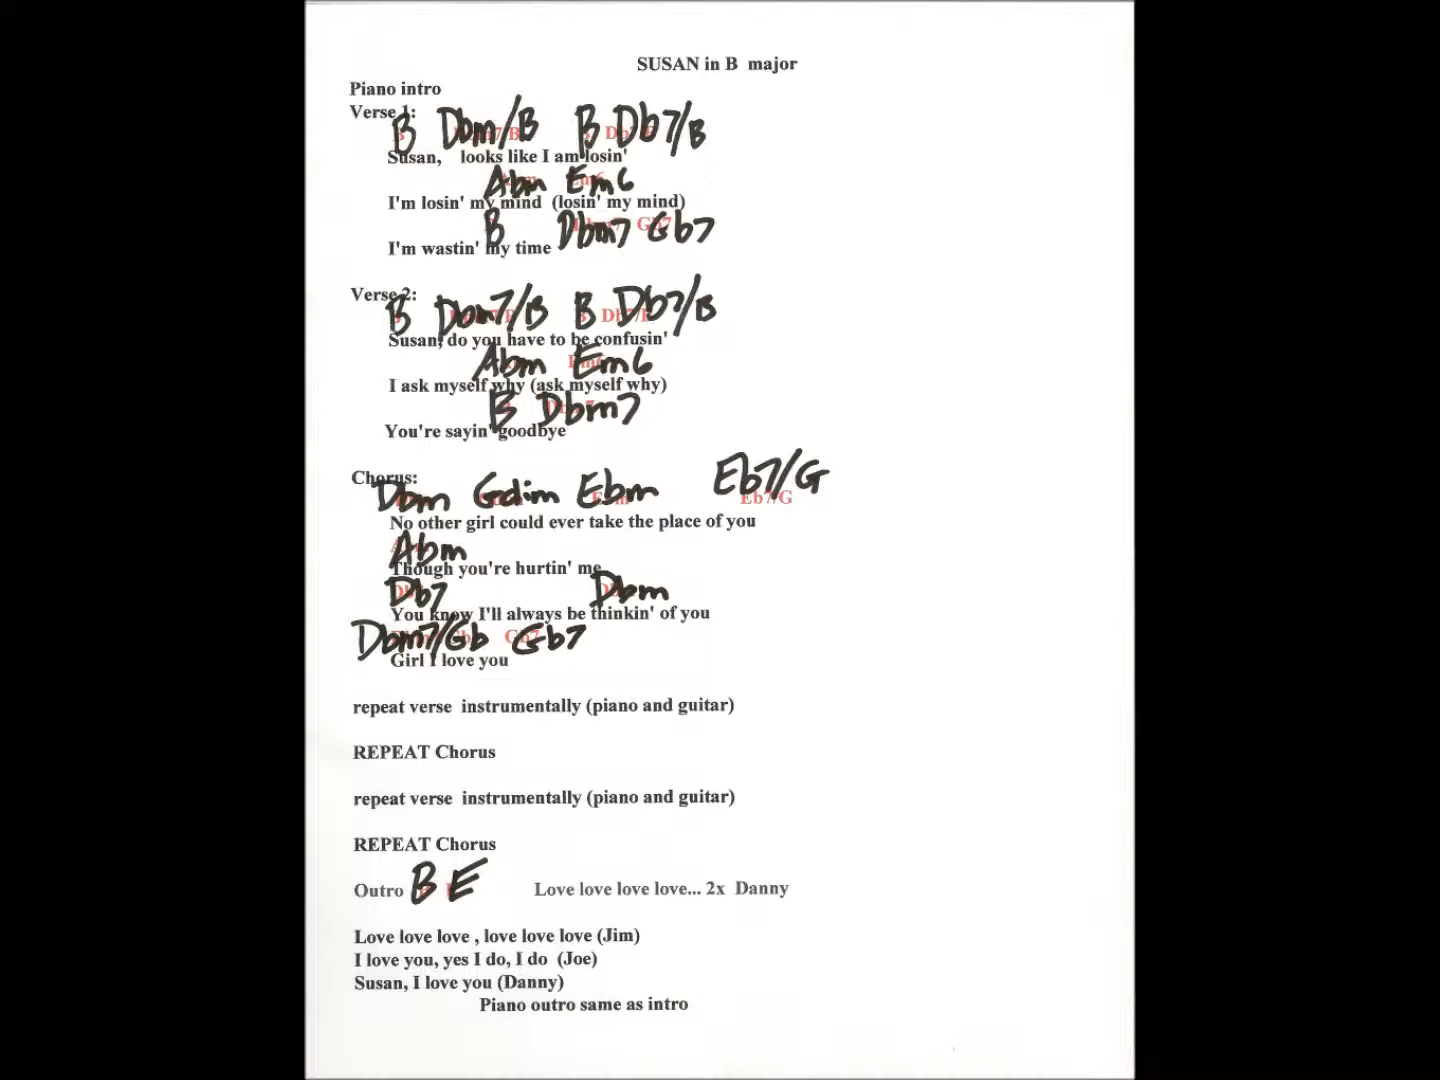 SUSAN in B major
Piano intro
Verse 1:
B Dbm/B B Db7/B
Susan, looks like I am losin'
Abm Em6
I'm losin' my mind (losin' my mind)
B Dbm7 Gb7
I'm wastin' my time
Verse 2:
B Dbm7/B B Db7/B
Susan, do you have to be confusin'
Abm Em6
I ask myself why (ask myself why)
B Dbm7
You're sayin' goodbye
Chorus:
Dbm Gdim Ebm Eb7/G
Eb7/G
No other girl could ever take the place of you
Abm
Though you're hurtin' me
Db7 Dbm
You know I'll always be thinkin' of you
Dbm7/Gb Gb7
Girl I love you
repeat verse instrumentally (piano and guitar)
REPEAT Chorus
repeat verse instrumentally (piano and guitar)
REPEAT Chorus
Outro B E Love love love love... 2x Danny
Love love love , love love love (Jim)
I love you, yes I do, I do (Joe)
Susan, I love you (Danny)
Piano outro same as intro